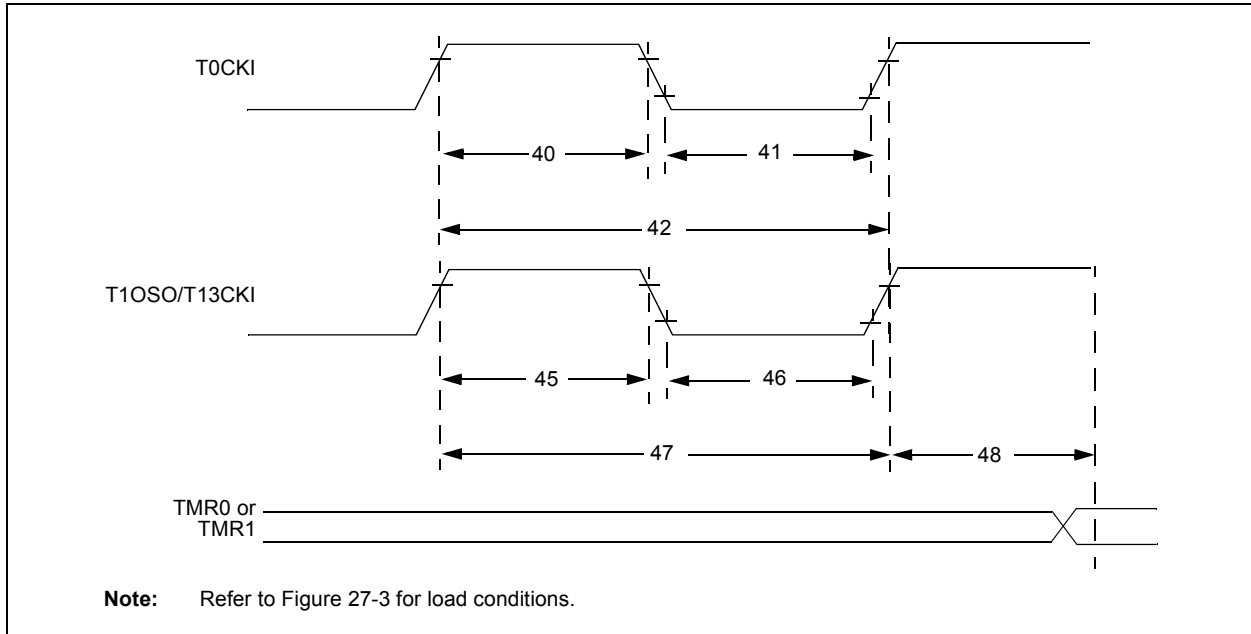 T0CKI
40
41
42
T1OSO/T13CKI
45
46
47
48
TMR0 or
TMR1
Note: Refer to Figure 27-3 for load conditions.